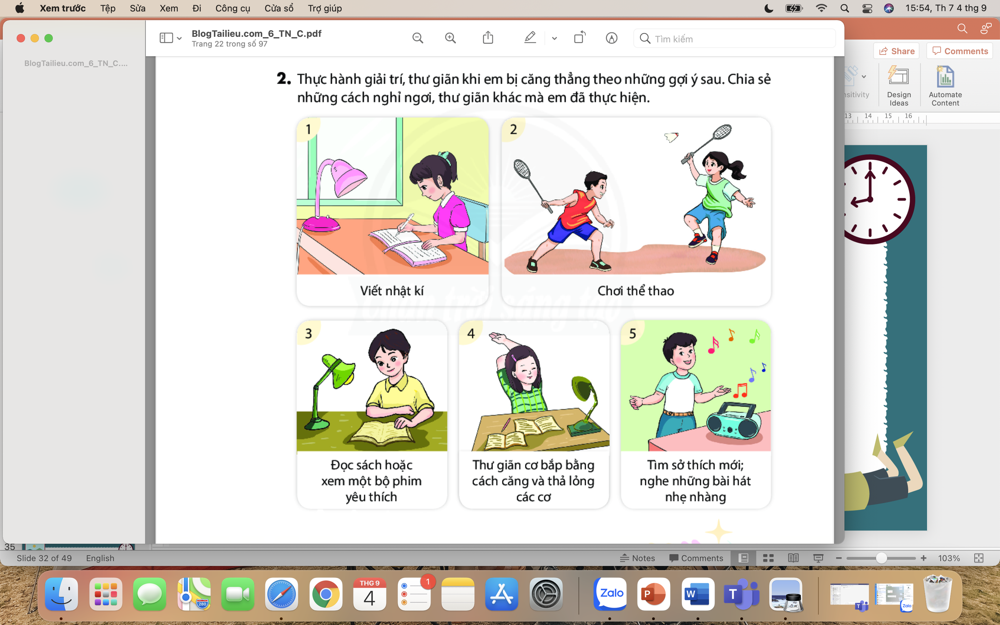 Xem trước Tệp Sửa Xem Đi Công cụ Cửa sổ Trợ giúp 15:54, Th 7 4 thg 9
BlogTailieu.com_6_TN_C.pdf
Trang 22 trong số 97
Tìm kiếm
BlogTailieu.com_6_TN_C....
Share Comments
Design
Ideas
Automate
Content
13 14 15 16
2. Thực hành giải trí, thư giãn khi em bị căng thẳng theo những gợi ý sau. Chia sẻ
những cách nghỉ ngơi, thư giãn khác mà em đã thực hiện.
1
Viết nhật kí
2
Chơi thể thao
chân trời sáng tạo
3
Đọc sách hoặc
xem một bộ phim
yêu thích
4
Thư giãn cơ bắp bằng
cách căng và thả lỏng
các cơ
5
Tìm sở thích mới;
nghe những bài hát
nhẹ nhàng
35
Slide 32 of 49 English Notes Comments 103%
280
THG 9
4
1
Zalo
P
W
T
T
Zalo